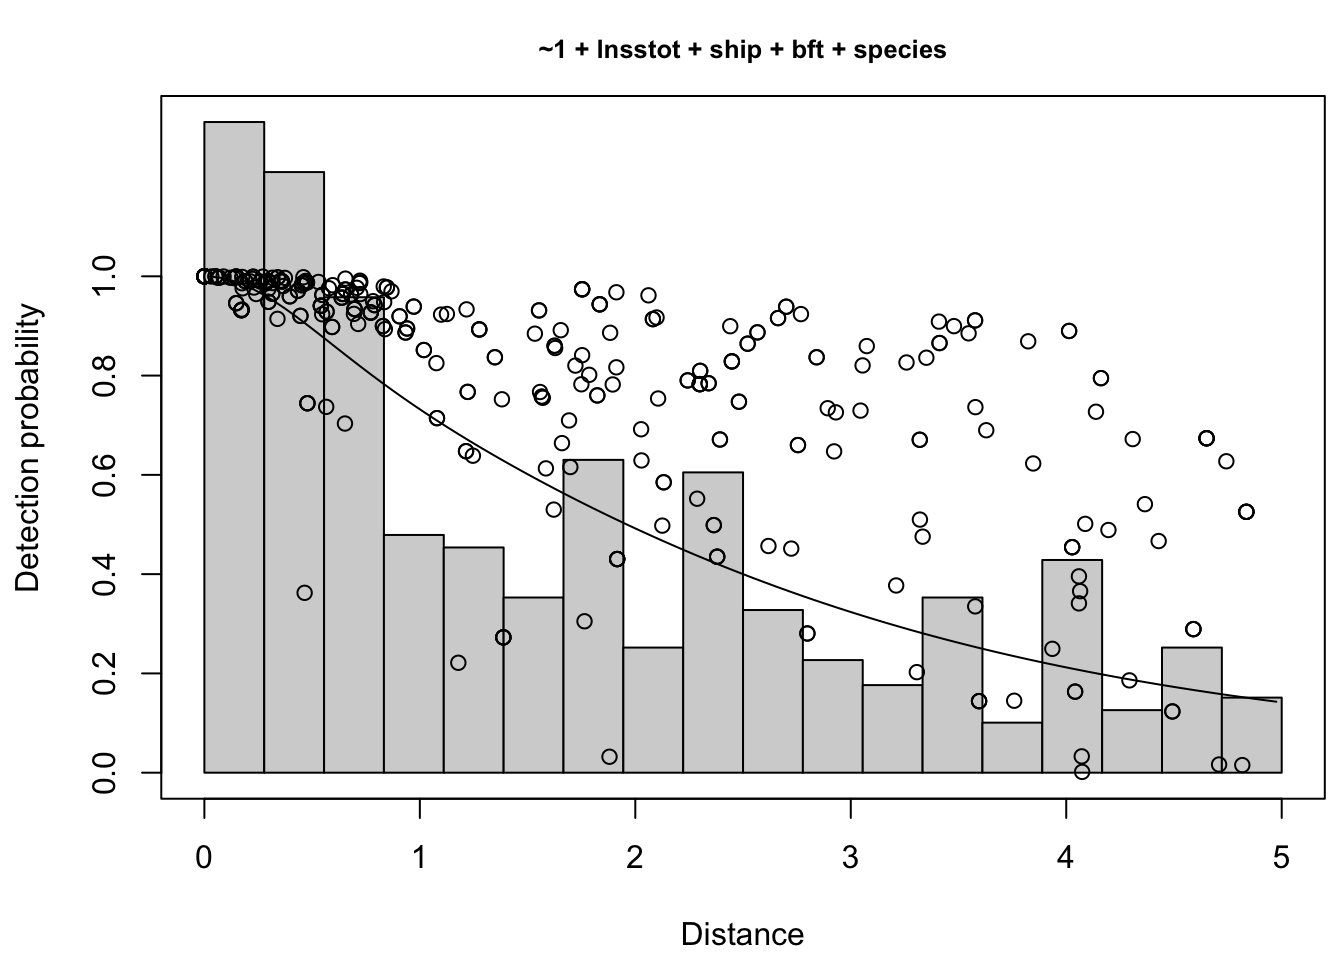 ~1 + lnsstot + ship + bft + species
Detection probability
1.0
0.8
0.6
0.4
0.2
0.0
0 1 2 3 4 5
Distance